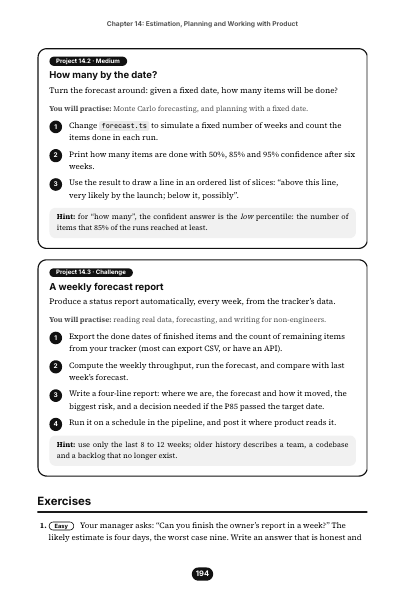 Chapter 14: Estimation, Planning and Working with Product
Project 14.2 · Medium
How many by the date?
Turn the forecast around: given a fixed date, how many items will be done?
You will practise: Monte Carlo forecasting, and planning with a fixed date.
1 Change forecast.ts to simulate a fixed number of weeks and count the
items done in each run.
2 Print how many items are done with 50%, 85% and 95% confidence after six
weeks.
3 Use the result to draw a line in an ordered list of slices: “above this line,
very likely by the launch; below it, possibly”.
Hint: for “how many”, the confident answer is the low percentile: the number of
items that 85% of the runs reached at least.
Project 14.3 · Challenge
A weekly forecast report
Produce a status report automatically, every week, from the tracker’s data.
You will practise: reading real data, forecasting, and writing for non-engineers.
1 Export the done dates of finished items and the count of remaining items
from your tracker (most can export CSV, or have an API).
2 Compute the weekly throughput, run the forecast, and compare with last
week’s forecast.
3 Write a four-line report: where we are, the forecast and how it moved, the
biggest risk, and a decision needed if the P85 passed the target date.
4 Run it on a schedule in the pipeline, and post it where product reads it.
Hint: use only the last 8 to 12 weeks; older history describes a team, a codebase
and a backlog that no longer exist.
Exercises
1. Easy Your manager asks: “Can you finish the owner’s report in a week?” The
likely estimate is four days, the worst case nine. Write an answer that is honest and
194